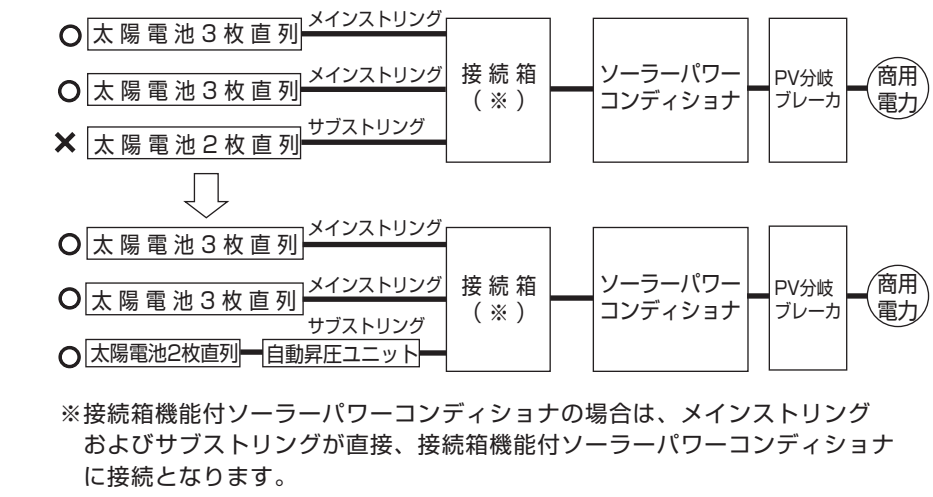 メインストリング
○ 太陽電池3枚直列
メインストリング
○ 太陽電池3枚直列
サブストリング
× 太陽電池2枚直列
接続箱
(※)
ソーラーパワー
コンディショナ
PV分岐
ブレーカ
商用
電力
メインストリング
○ 太陽電池3枚直列
メインストリング
○ 太陽電池3枚直列
サブストリング
○ 太陽電池2枚直列 自動昇圧ユニット
接続箱
(※)
ソーラーパワー
コンディショナ
PV分岐
ブレーカ
商用
電力
※接続箱機能付ソーラーパワーコンディショナの場合は、メインストリング
およびサブストリングが直接、接続箱機能付ソーラーパワーコンディショナ
に接続となります。